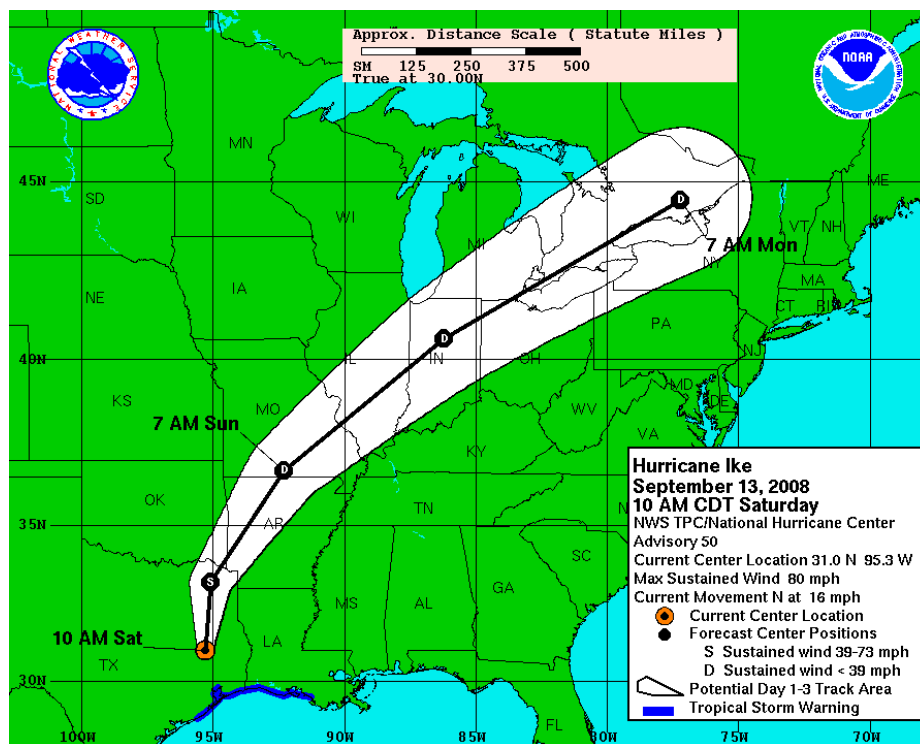 Approx. Distance Scale ( Statute Miles )
SM 125 250 375 500
True at 30.00N
NATIONAL WEATHER SERVICE
NOAA
MN
ME
45N
SD
WI
D
VT NH
MI
7 AM Mon
NY
IA
MA
NE
CT RI
D
PA
40N
IL IN OH
NJ
KS
MD
DE
MO
WV
7 AM Sun
VA
KY
D
OK
TN
35N
AR
SC
S
MS AL GA
10 AM Sat
LA
TX
30N
FL
100W 95W 90W 85W 80W 75W 70W
Hurricane Ike
September 13, 2008
10 AM CDT Saturday
NWS TPC/National Hurricane Center
Advisory 50
Current Center Location 31.0 N 95.3 W
Max Sustained Wind 80 mph
Current Movement N at 16 mph
Current Center Location
Forecast Center Positions
S Sustained wind 39-73 mph
D Sustained wind < 39 mph
Potential Day 1-3 Track Area
Tropical Storm Warning